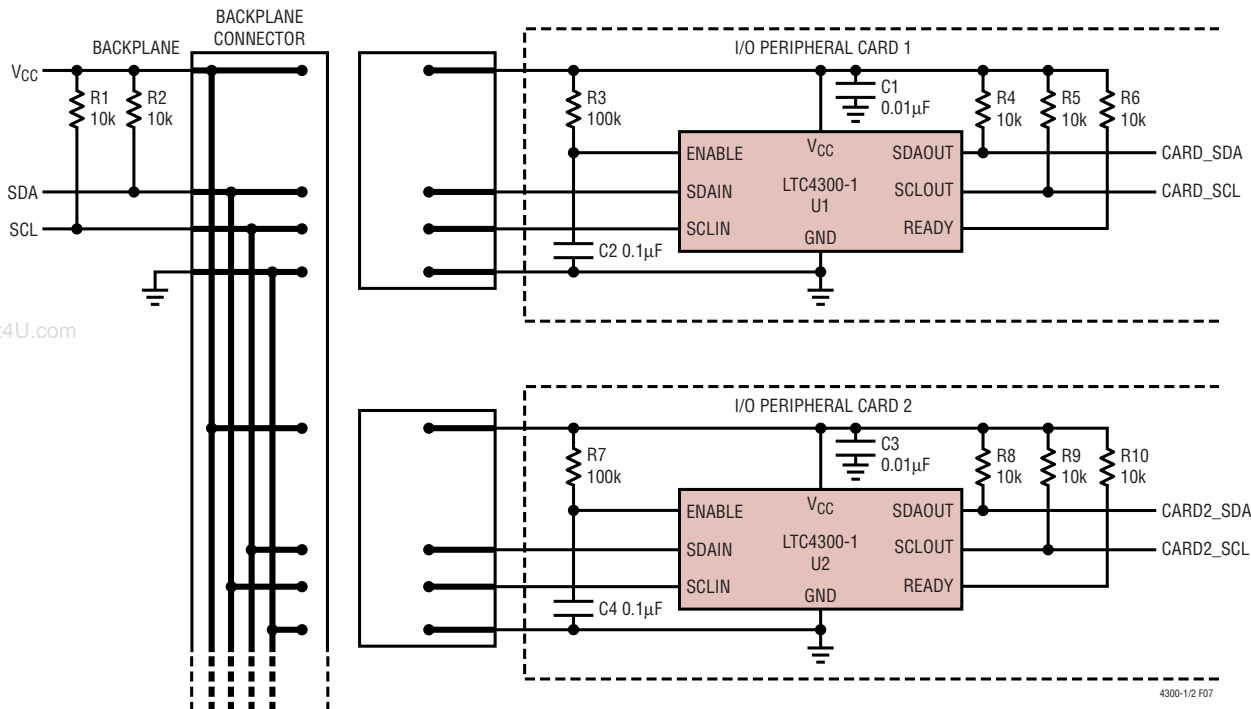 BACKPLANE
CONNECTOR
BACKPLANE
VCC
R1
10k
R2
10k
SDA
SCL
I/O PERIPHERAL CARD 1
R3
100k
C1
0.01µF
R4
10k
R5
10k
R6
10k
ENABLE
VCC
SDAOUT
CARD_SDA
SDAIN
LTC4300-1
U1
SCLOUT
CARD_SCL
SCLIN
GND
READY
C2 0.1µF
t4U.com
I/O PERIPHERAL CARD 2
R7
100k
C3
0.01µF
R8
10k
R9
10k
R10
10k
ENABLE
VCC
SDAOUT
CARD2_SDA
SDAIN
LTC4300-1
U2
SCLOUT
CARD2_SCL
SCLIN
GND
READY
C4 0.1µF
4300-1/2 F07